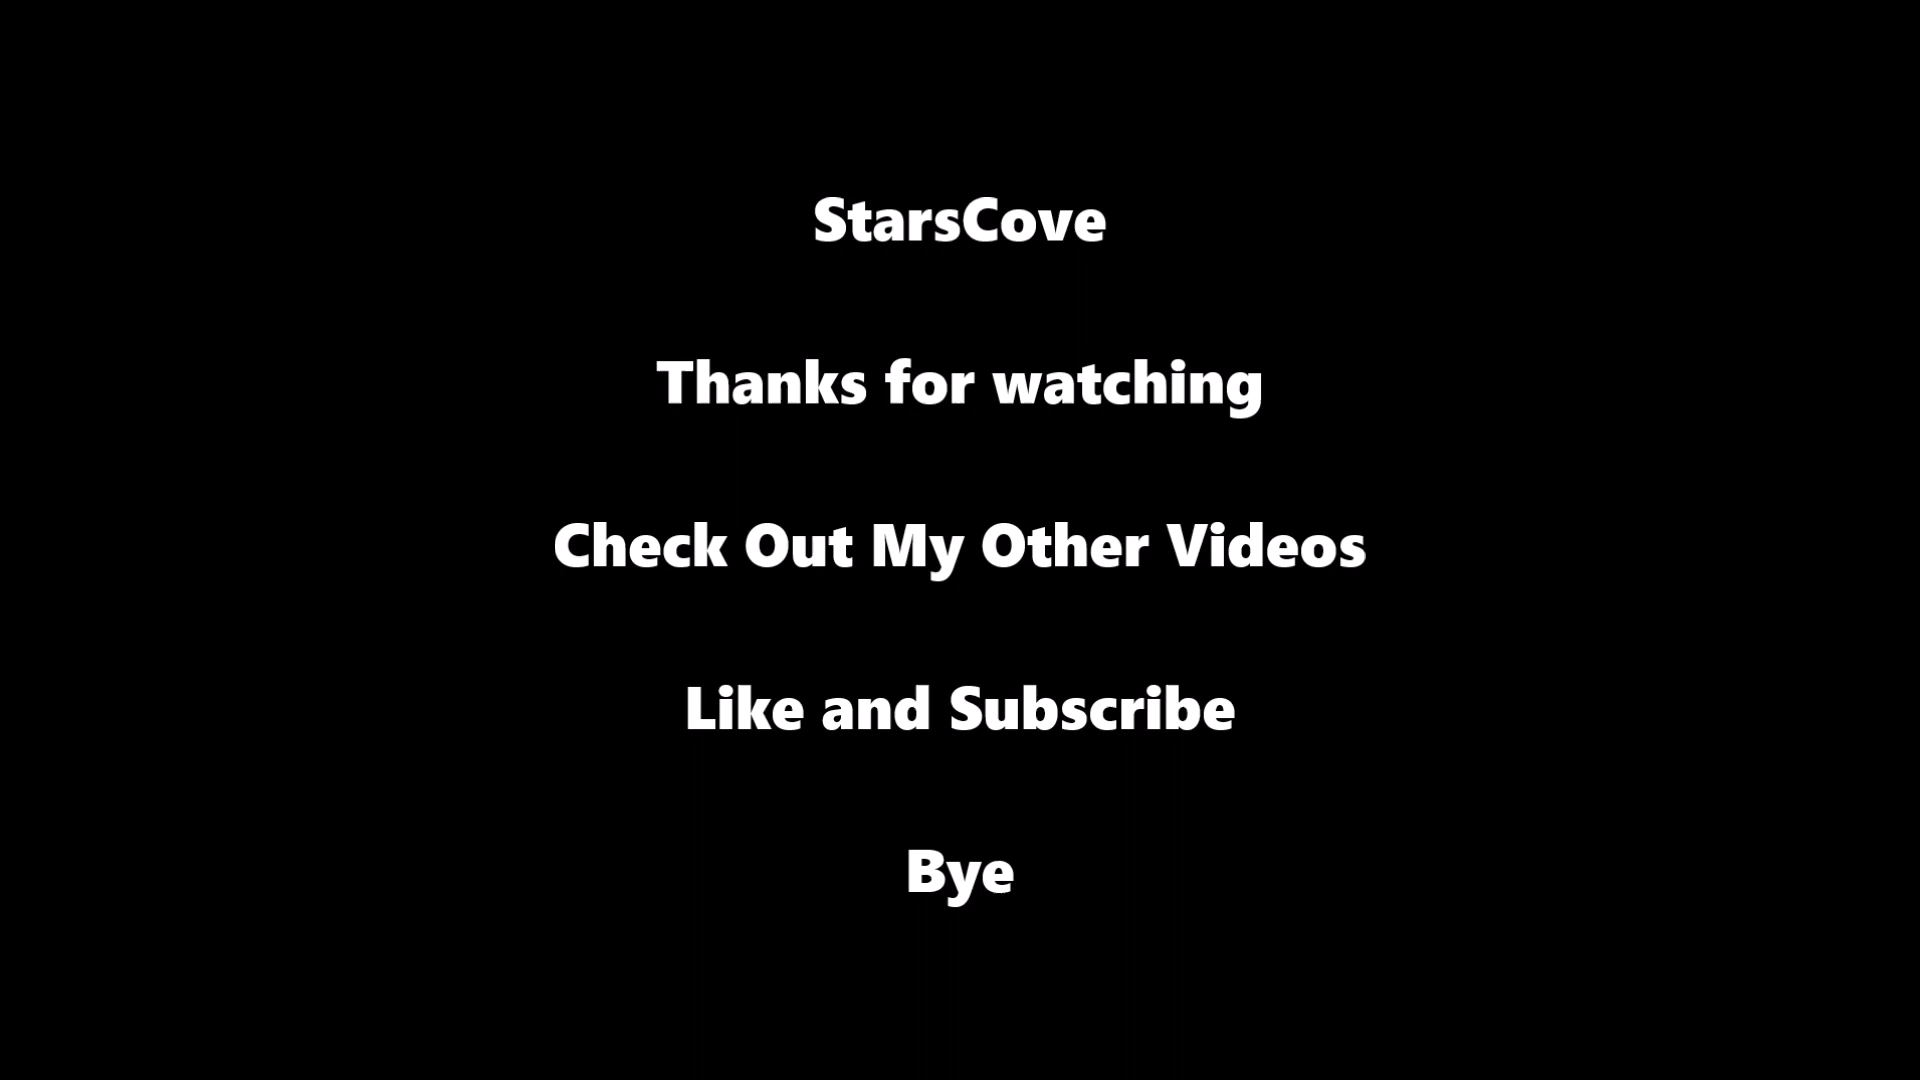 StarsCove
Thanks for watching
Check Out My Other Videos
Like and Subscribe
Bye